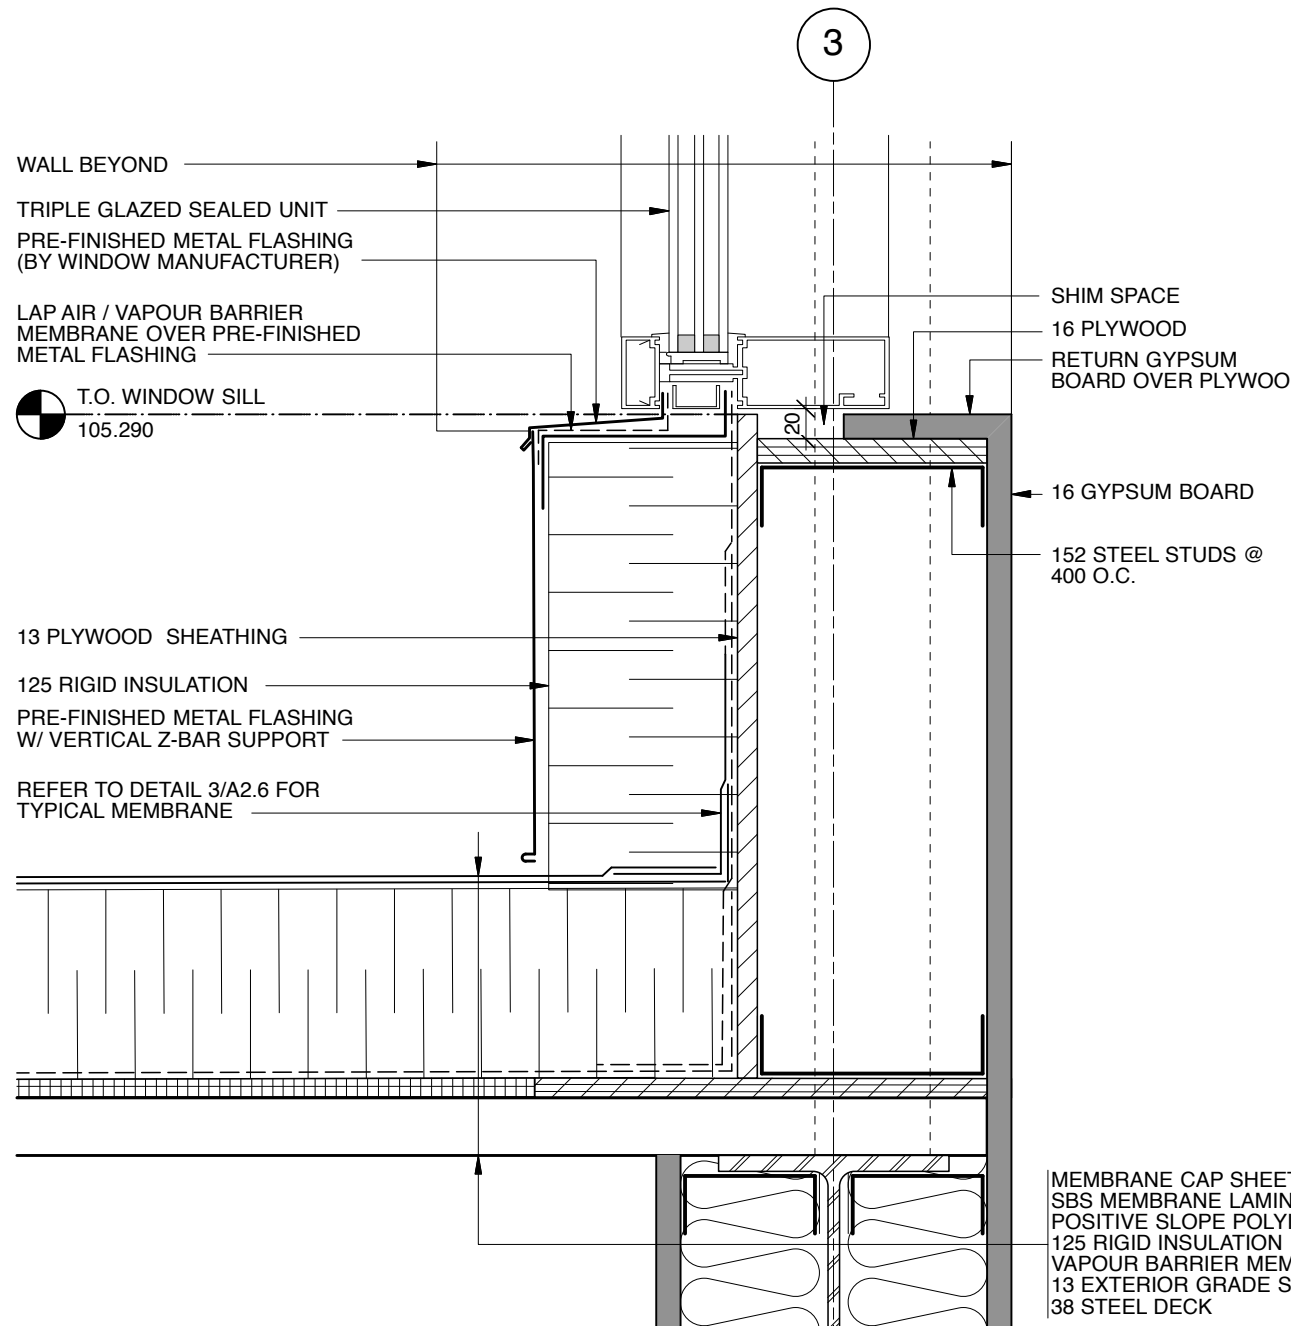 3
WALL BEYOND
TRIPLE GLAZED SEALED UNIT
PRE-FINISHED METAL FLASHING
(BY WINDOW MANUFACTURER)
LAP AIR / VAPOUR BARRIER
MEMBRANE OVER PRE-FINISHED
METAL FLASHING
T.O. WINDOW SILL
105.290
13 PLYWOOD SHEATHING
125 RIGID INSULATION
PRE-FINISHED METAL FLASHING
W/ VERTICAL Z-BAR SUPPORT
REFER TO DETAIL 3/A2.6 FOR
TYPICAL MEMBRANE
20
SHIM SPACE
16 PLYWOOD
RETURN GYPSUM
BOARD OVER PLYWOO
16 GYPSUM BOARD
152 STEEL STUDS @
400 O.C.
MEMBRANE CAP SHEET
SBS MEMBRANE LAMIN
POSITIVE SLOPE POLY
125 RIGID INSULATION
VAPOUR BARRIER MEM
13 EXTERIOR GRADE S
38 STEEL DECK